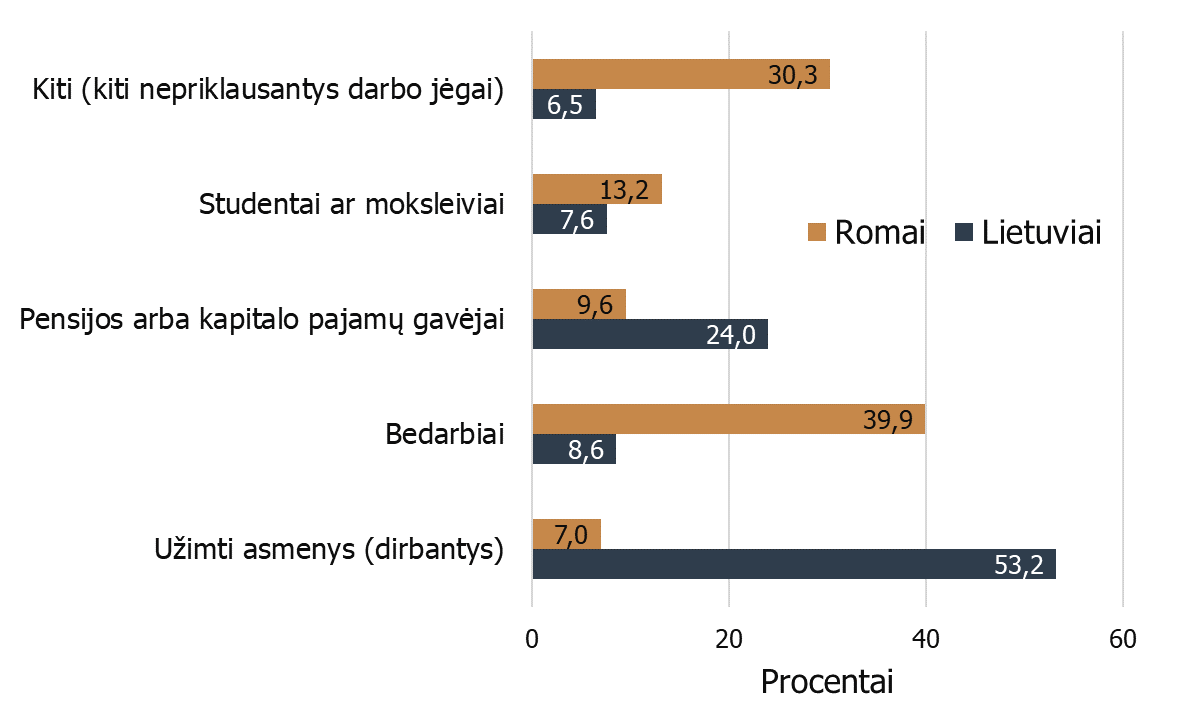 Kiti (kiti nepriklausantys darbo jėgai)
30,3
6,5
Studentai ar moksleiviai
13,2
7,6
Romai
Lietuviai
Pensijos arba kapitalo pajamų gavėjai
9,6
24,0
Bedarbiai
39,9
8,6
Užimti asmenys (dirbantys)
7,0
53,2
0 20 40 60
Procentai